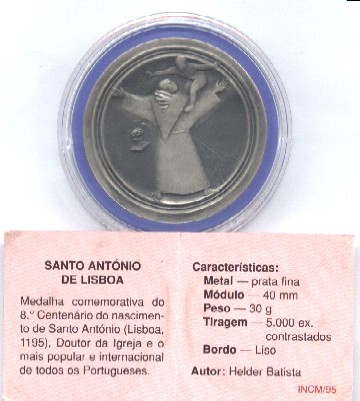 SANTO ANTÓNIO
DE LISBOA
Medalha comemorativa do
8.º Centenário do nascimen-
to de Santo António (Lisboa,
1195), Doutor da Igreja e o
mais popular e internacional
de todos os Portugueses.
Características:
Metal — prata fina
Módulo — 40 mm
Peso — 30 g
Tiragem — 5.000 ex.
contrastados
Bordo — Liso
Autor: Helder Batista
INCM/95